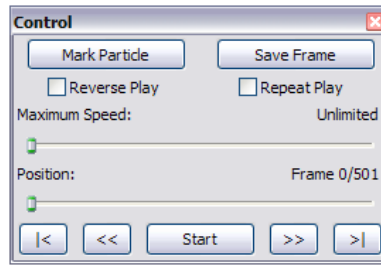 Control
Mark Particle Save Frame
Reverse Play Repeat Play
Maximum Speed: Unlimited
Position: Frame 0/501
|< << Start >> >|